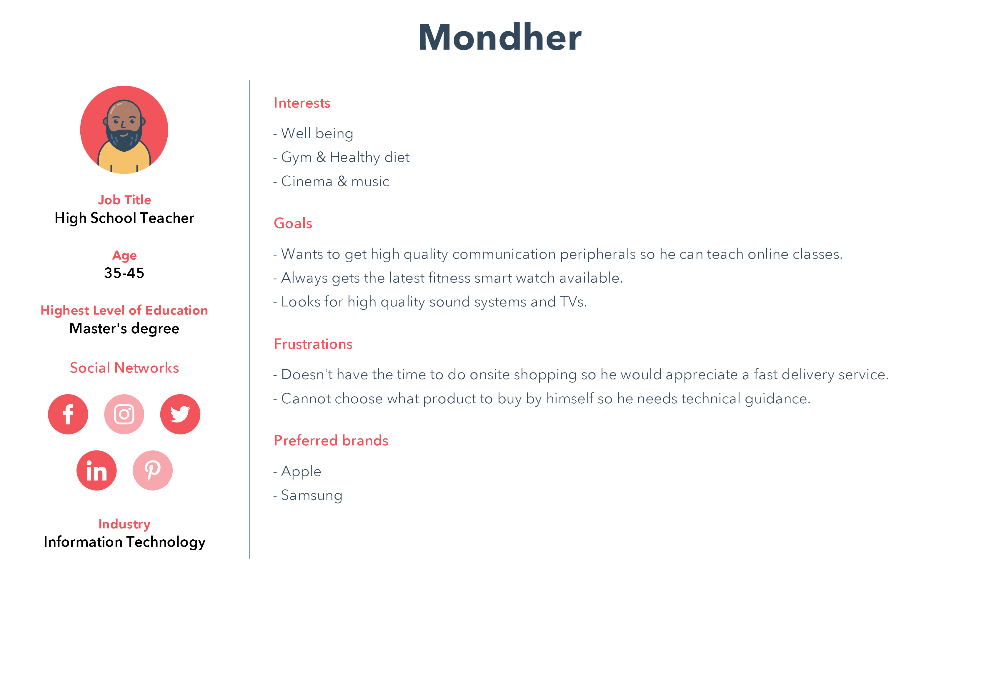 Mondher
Job Title
High School Teacher
Age
35-45
Highest Level of Education
Master's degree
Social Networks
f
in
Industry
Information Technology
Interests
- Well being
- Gym & Healthy diet
- Cinema & music
Goals
- Wants to get high quality communication peripherals so he can teach online classes.
- Always gets the latest fitness smart watch available.
- Looks for high quality sound systems and TVs.
Frustrations
- Doesn't have the time to do onsite shopping so he would appreciate a fast delivery service.
- Cannot choose what product to buy by himself so he needs technical guidance.
Preferred brands
- Apple
- Samsung